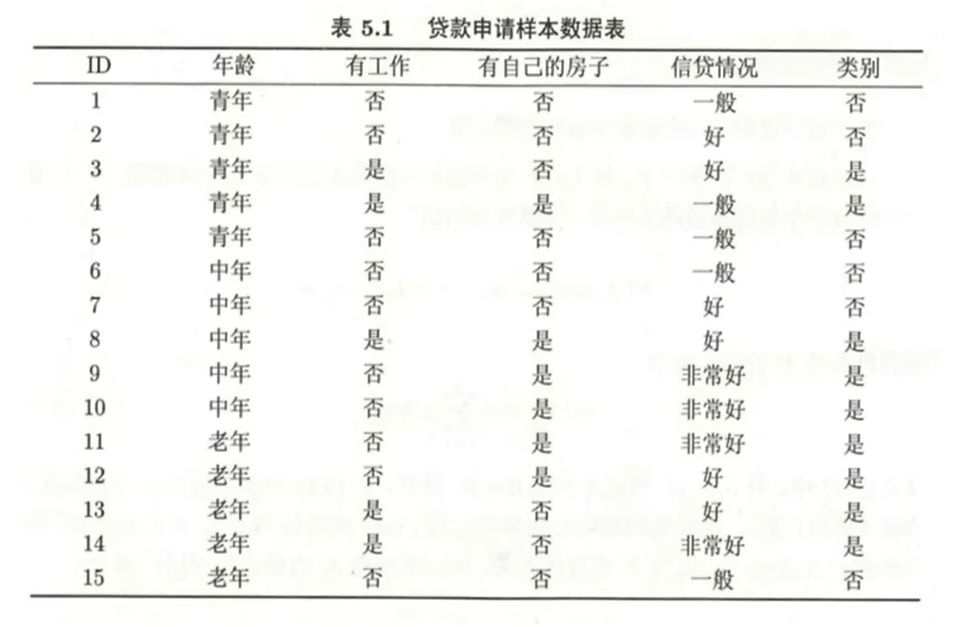 表 5.1 贷款申请样本数据表
ID 年龄 有工作 有自己的房子 信贷情况 类别
1 青年 否 否 一般 否
2 青年 否 否 好 否
3 青年 是 否 好 是
4 青年 是 是 一般 是
5 青年 否 否 一般 否
6 中年 否 否 一般 否
7 中年 否 否 好 否
8 中年 是 是 好 是
9 中年 否 是 非常好 是
10 中年 否 是 非常好 是
11 老年 否 是 非常好 是
12 老年 否 是 好 是
13 老年 是 否 好 是
14 老年 是 否 非常好 是
15 老年 否 否 一般 否